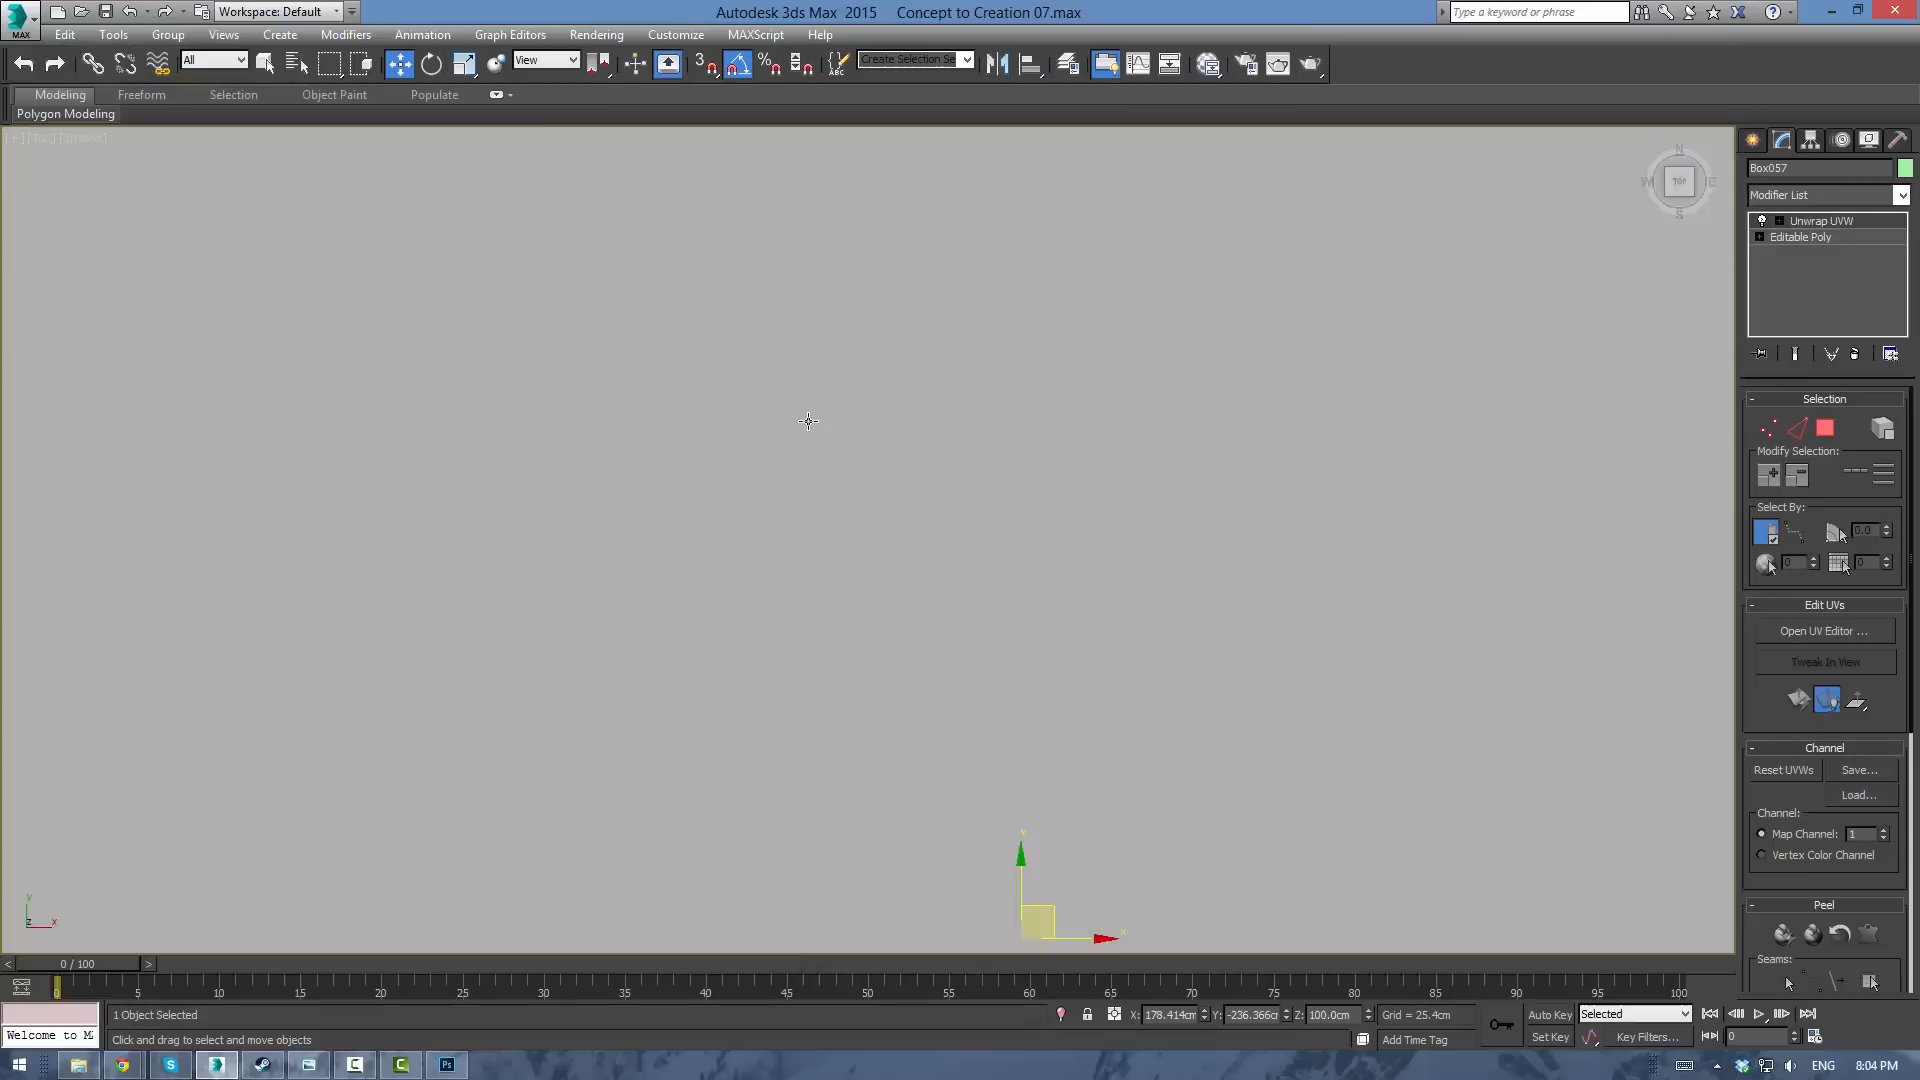 Workspace: Default
Autodesk 3ds Max 2015 Concept to Creation 07.max
Type a keyword or phrase
MAX
Edit Tools Group Views Create Modifiers Animation Graph Editors Rendering Customize MAXScript Help
All
View
3
ABC
Create Selection Se
Modeling Freeform Selection Object Paint Populate
Polygon Modeling
N
W TOP E
S
Box057
Modifier List
Unwrap UVW
Editable Poly
Selection
Modify Selection:
Select By:
0.0
0 0
Edit UVs
Open UV Editor ...
Tweak In View
Channel
Reset UVWs Save...
Load...
Channel:
Map Channel: 1
Vertex Color Channel
Peel
Seams:
Y
X
Y
Z X
0 / 100
0 5 10 15 20 25 30 35 40 45 50 55 60 65 70 75 80 85 90 95 100
1 Object Selected
X: 178.414cm Y: -236.366cm Z: 100.0cm Grid = 25.4cm
Auto Key Selected
Welcome to M
Click and drag to select and move objects
Add Time Tag
Set Key Key Filters... 0
ENG 8:04 PM